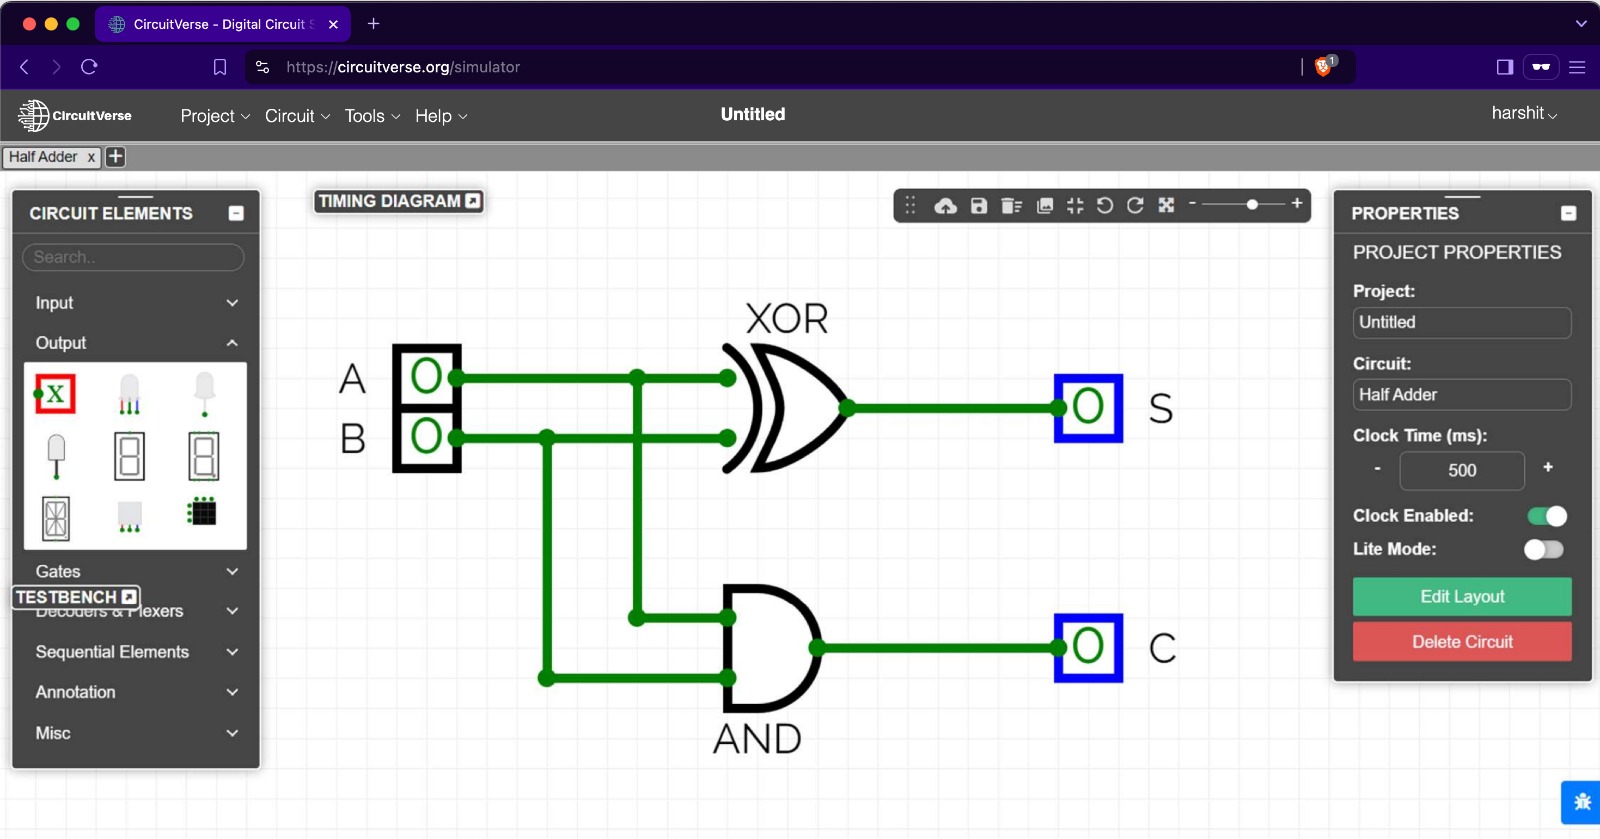 CircuitVerse - Digital Circuit S
https://circuitverse.org/simulator
1
CircuitVerse
Project
Circuit
Tools
Help
Untitled
harshit
Half Adder x
TIMING DIAGRAM
CIRCUIT ELEMENTS
Search..
Input
Output
X
Gates
TESTBENCH
Decoders & Plexers
Sequential Elements
Annotation
Misc
XOR
A
0
B
0
0
S
0
C
AND
PROPERTIES
PROJECT PROPERTIES
Project:
Untitled
Circuit:
Half Adder
Clock Time (ms):
- 500 +
Clock Enabled:
Lite Mode:
Edit Layout
Delete Circuit